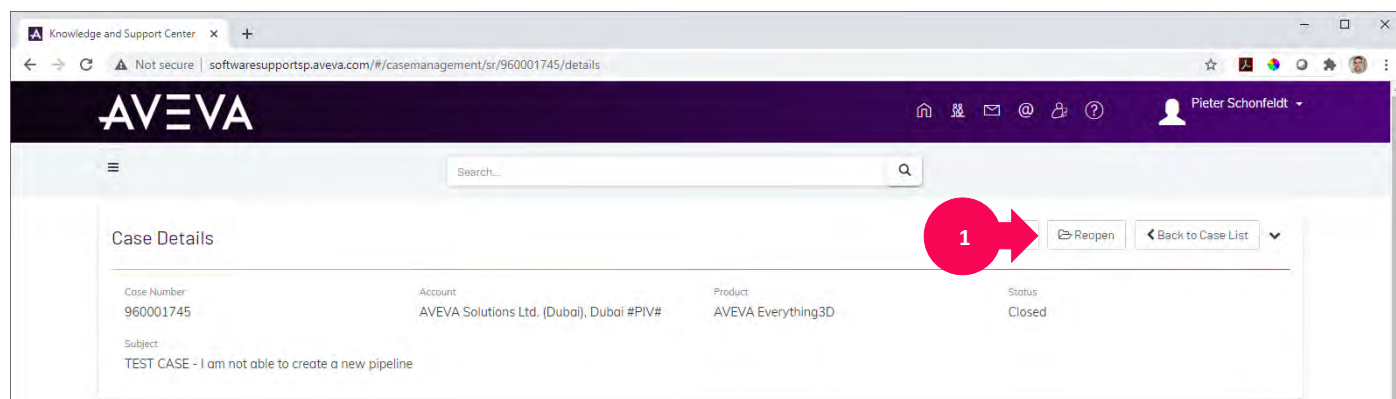 Knowledge and Support Center
Not secure | softwaresupportsp.aveva.com/#/casemanagement/sr/960001745/details
AVEVA
Pieter Schonfeldt
Search...
Case Details
1
Reopen
Back to Case List
Case Number
Account
Product
Status
960001745
AVEVA Solutions Ltd. (Dubai), Dubai #PIV#
AVEVA Everything3D
Closed
Subject
TEST CASE - I am not able to create a new pipeline